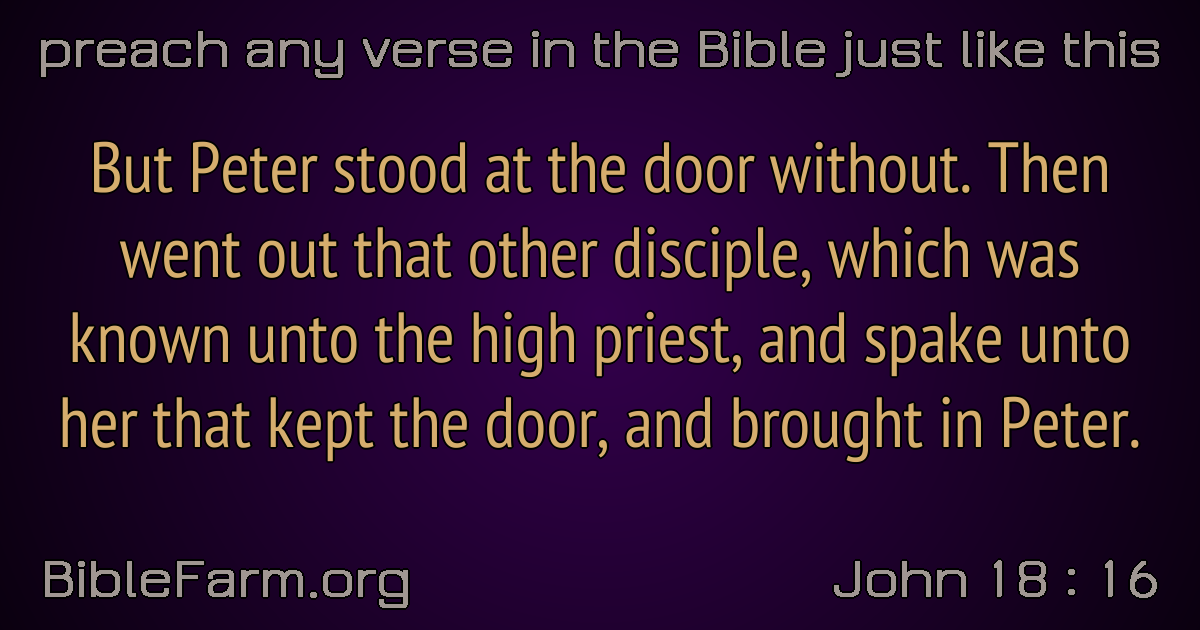 preach any verse in the Bible just like this
But Peter stood at the door without. Then
went out that other disciple, which was
known unto the high priest, and spake unto
her that kept the door, and brought in Peter.
BibleFarm.org
John 18 : 16